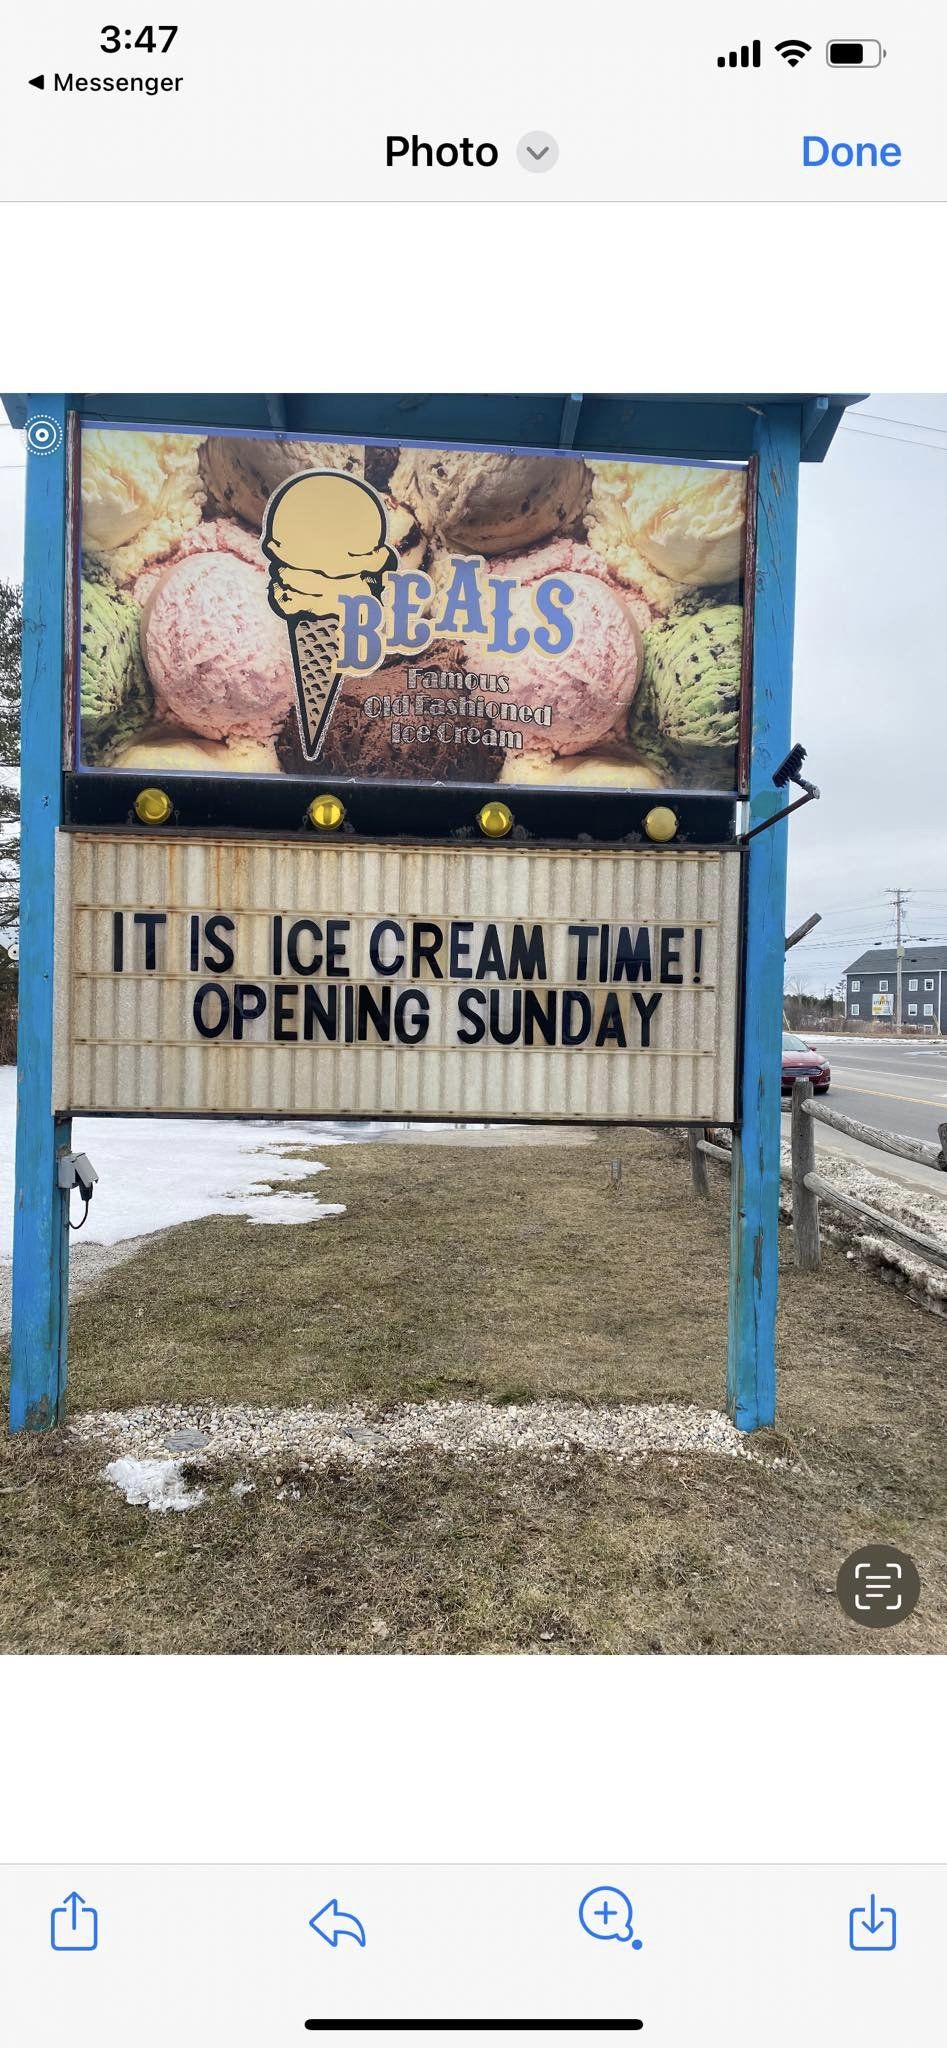 3:47
Messenger
Photo
Done
BEALS
Famous
Old Fashioned
Ice Cream
IT IS ICE CREAM TIME!
OPENING SUNDAY